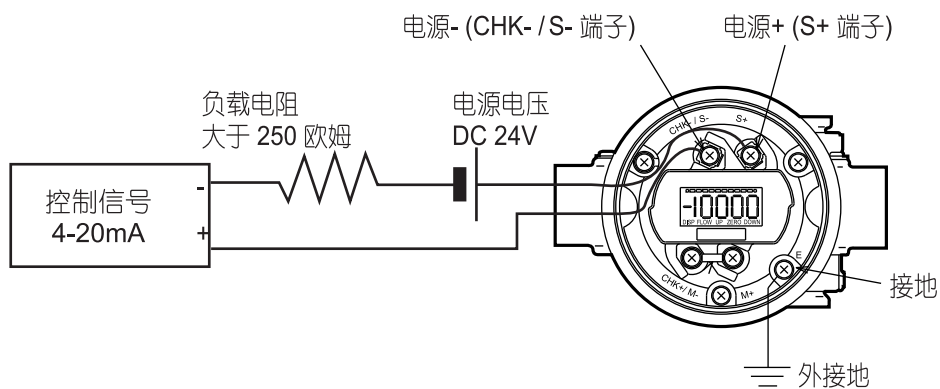 电源- (CHK- / S- 端子)
电源+ (S+ 端子)
负载电阻
大于 250 欧姆
电源电压
DC 24V
控制信号
4-20mA
-
+
CHK- / S-
S+
-10000
DISP FLOW UP ZERO DOWN
E
CHK+/ M-
M+
接地
外接地